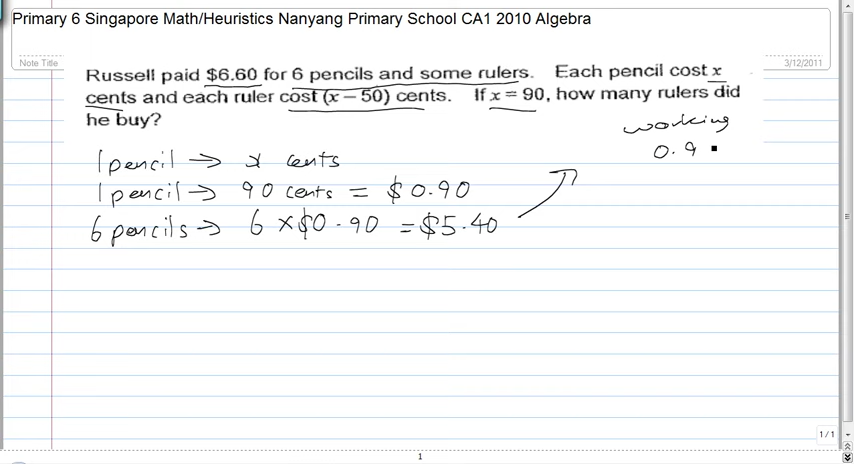 Primary 6 Singapore Math/Heuristics Nanyang Primary School CA1 2010 Algebra
Note Title
3/12/2011
Russell paid $6.60 for 6 pencils and some rulers. Each pencil cost x
cents and each ruler cost (x – 50) cents. If x = 90, how many rulers did
he buy?
working
0.9
1 pencil → x cents
1 pencil → 90 cents = $0.90
6 pencils → 6 × $0.90 = $5.40
1/1
1